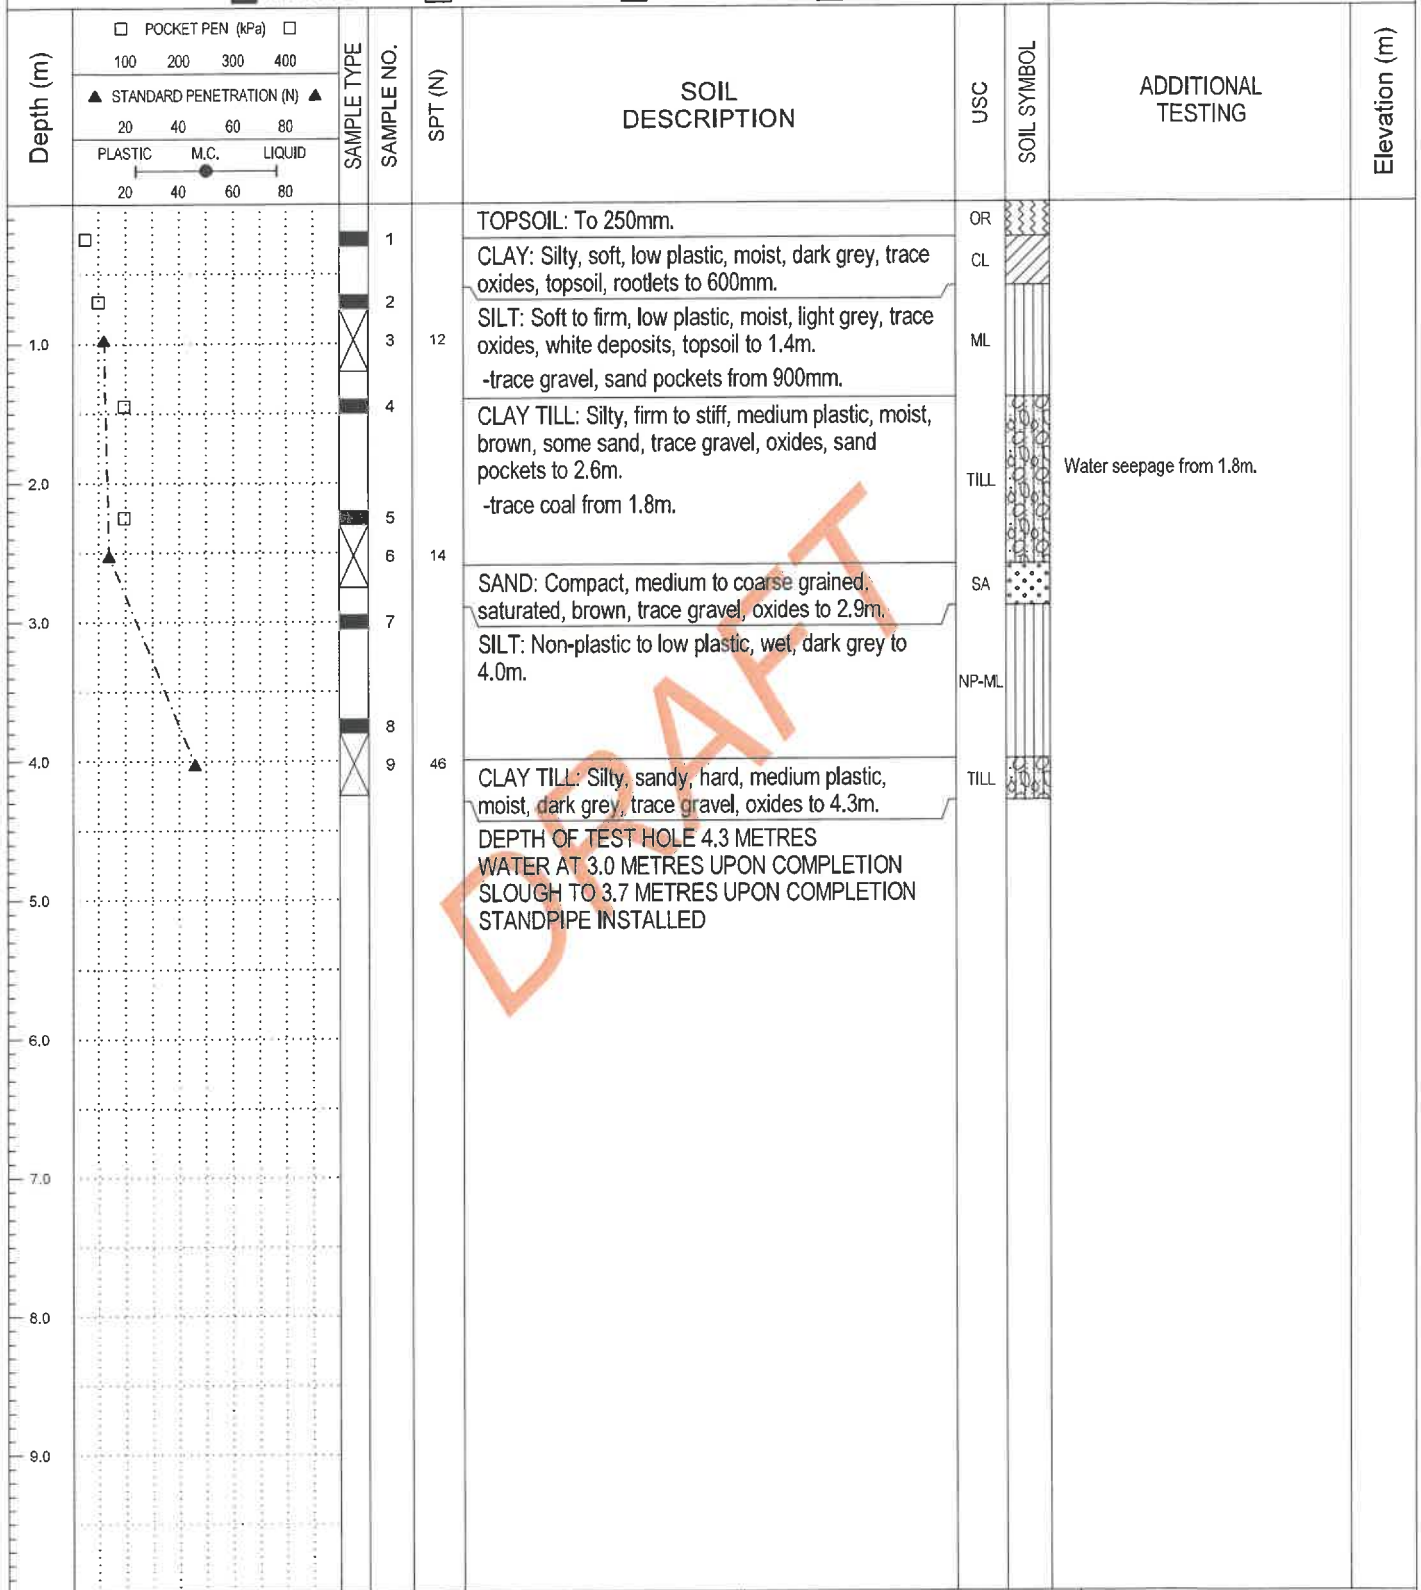 Depth (m)
POCKET PEN (kPa)
100 200 300 400
STANDARD PENETRATION (N)
20 40 60 80
PLASTIC M.C. LIQUID
20 40 60 80
SAMPLE TYPE
SAMPLE NO.
SPT (N)
SOIL
DESCRIPTION
USC
SOIL SYMBOL
ADDITIONAL
TESTING
Elevation (m)
TOPSOIL: To 250mm.
OR
1
CLAY: Silty, soft, low plastic, moist, dark grey, trace
oxides, topsoil, rootlets to 600mm.
CL
2
SILT: Soft to firm, low plastic, moist, light grey, trace
oxides, white deposits, topsoil to 1.4m.
-trace gravel, sand pockets from 900mm.
1.0
3 12
ML
4
CLAY TILL: Silty, firm to stiff, medium plastic, moist,
brown, some sand, trace gravel, oxides, sand
pockets to 2.6m.
-trace coal from 1.8m.
TILL
Water seepage from 1.8m.
2.0
5
6 14
SAND: Compact, medium to coarse grained,
saturated, brown, trace gravel, oxides to 2.9m.
SA
7
3.0
SILT: Non-plastic to low plastic, wet, dark grey to
4.0m.
NP-ML
8
4.0
9 46
CLAY TILL: Silty, sandy, hard, medium plastic,
moist, dark grey, trace gravel, oxides to 4.3m.
TILL
DEPTH OF TEST HOLE 4.3 METRES
WATER AT 3.0 METRES UPON COMPLETION
SLOUGH TO 3.7 METRES UPON COMPLETION
STANDPIPE INSTALLED
5.0
6.0
7.0
8.0
9.0
DRAFT